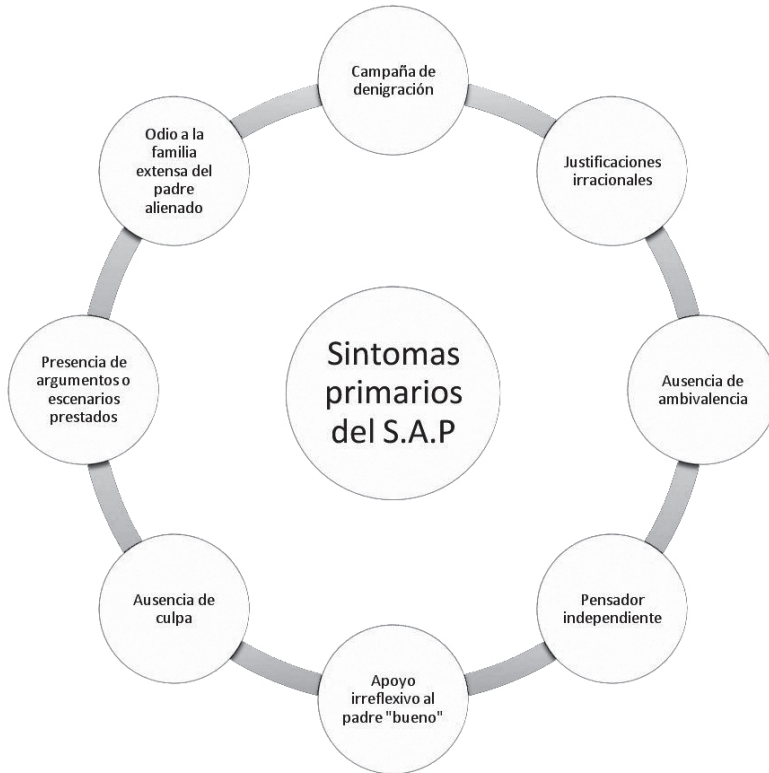 Campaña de
denigración
Justificaciones
irracionales
Ausencia de
ambivalencia
Pensador
independiente
Apoyo
irreflexivo al
padre "bueno"
Ausencia de
culpa
Presencia de
argumentos o
escenarios
prestados
Odio a la
familia
extensa del
padre
alienado
Sintomas
primarios
del S.A.P